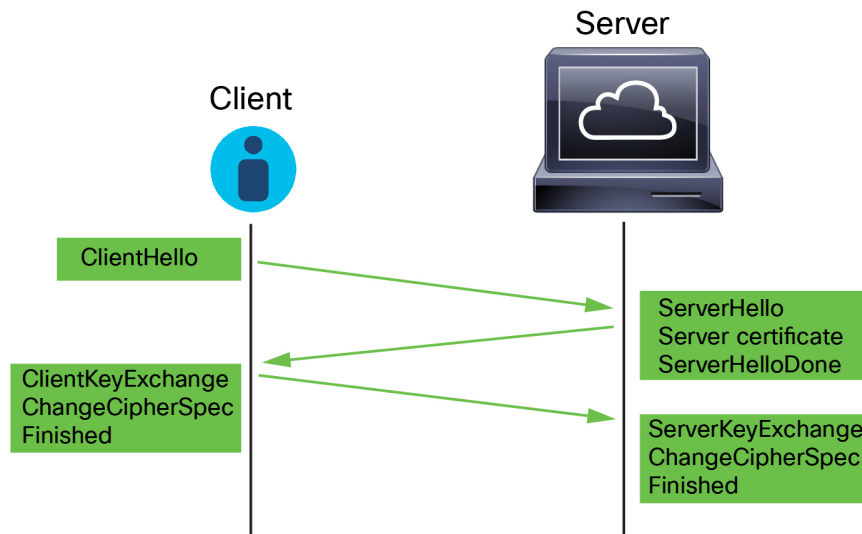 Server
Client
ClientHello
ServerHello
Server certificate
ServerHelloDone
ClientKeyExchange
ChangeCipherSpec
Finished
ServerKeyExchange
ChangeCipherSpec
Finished